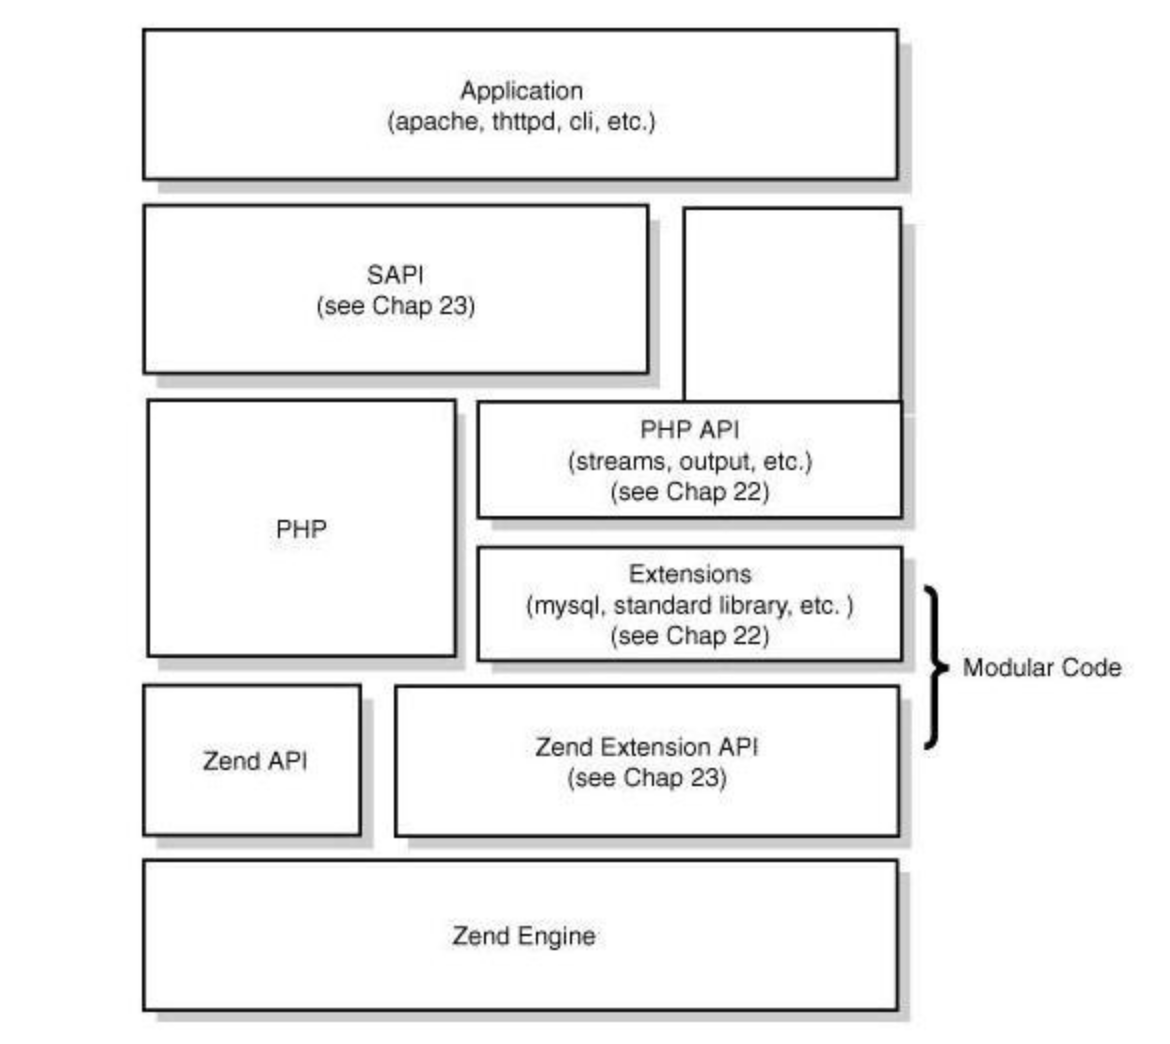 Application
(apache, thttpd, cli, etc.)
SAPI
(see Chap 23)
PHP
PHP API
(streams, output, etc.)
(see Chap 22)
Extensions
(mysql, standard library, etc. )
(see Chap 22)
Modular Code
Zend API
Zend Extension API
(see Chap 23)
Zend Engine